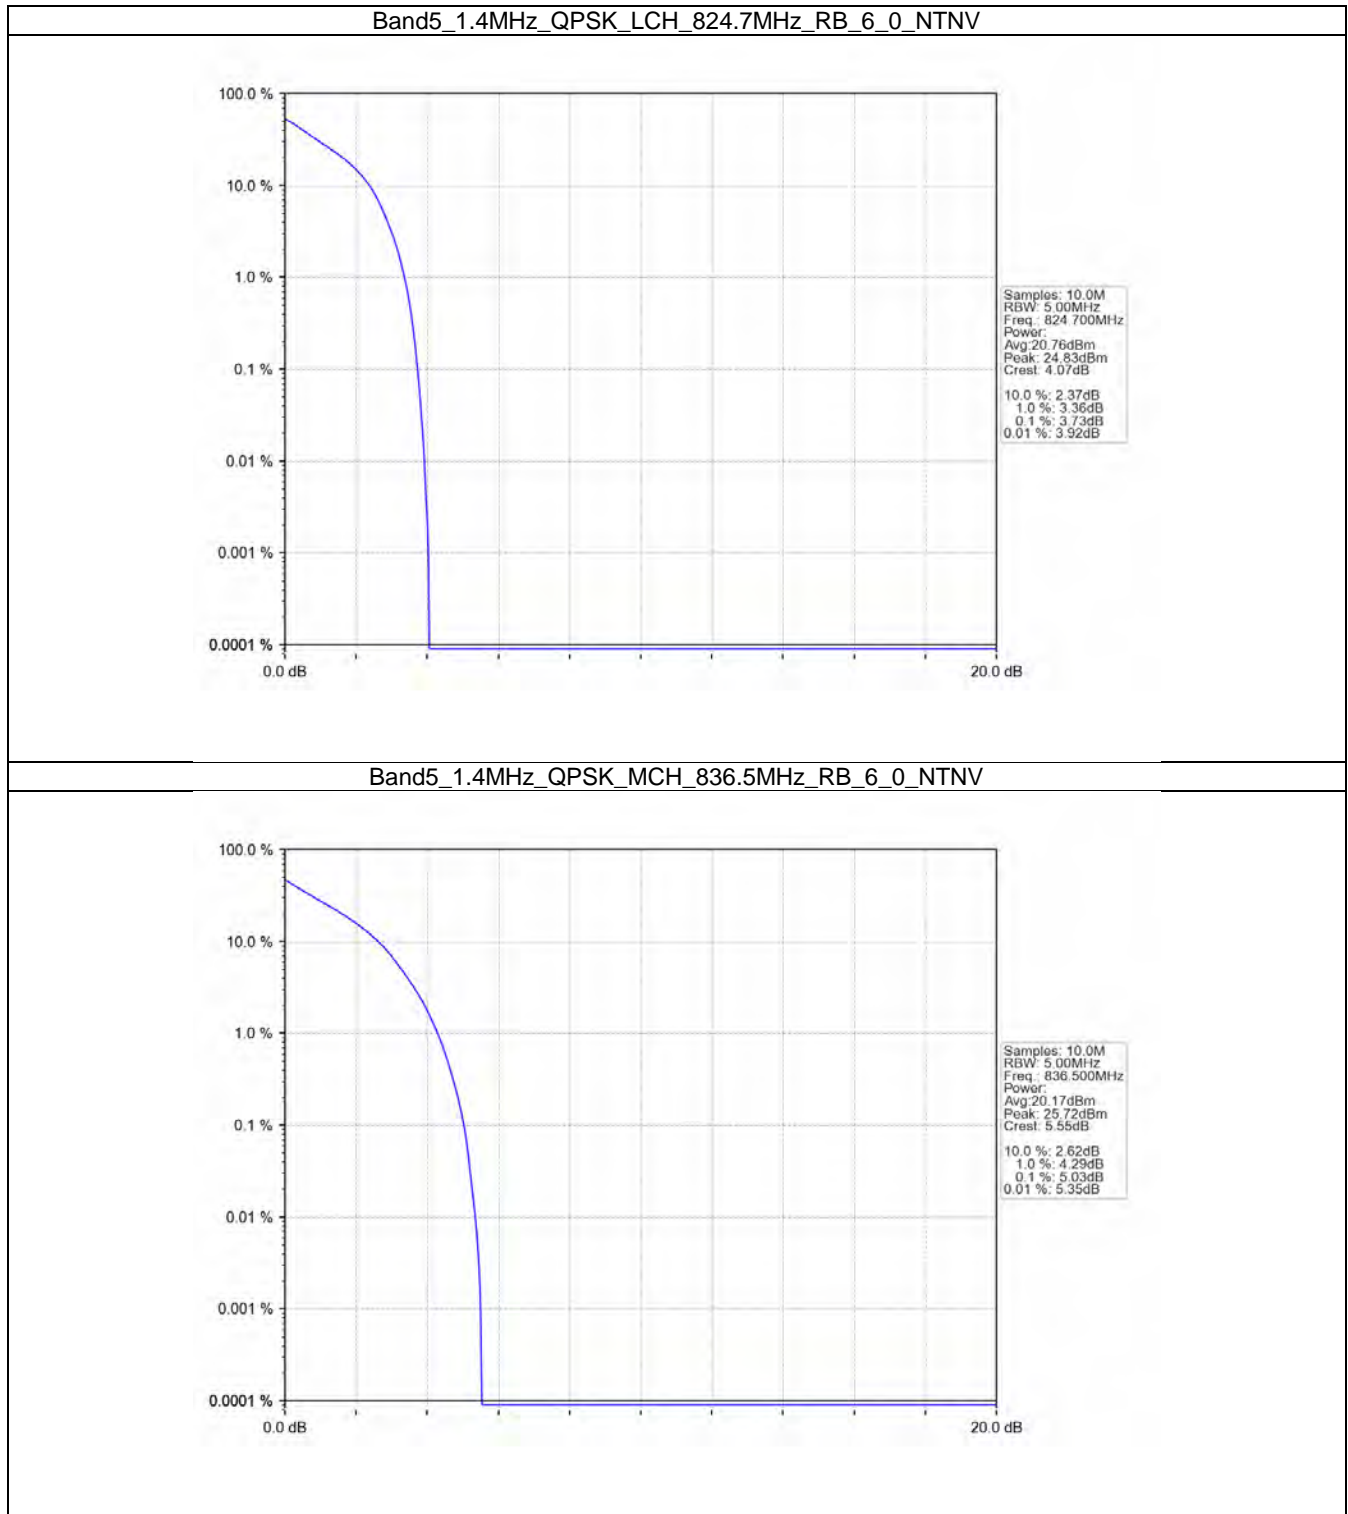 Band5_1.4MHz_QPSK_LCH_824.7MHz_RB_6_0_NTNV
100.0 %
10.0 %
1.0 %
0.1 %
0.01 %
0.001 %
0.0001 %
0.0 dB
20.0 dB
Samples: 10.0M
RBW: 5.00MHz
Freq.: 824.700MHz
Power:
Avg:20.76dBm
Peak: 24.83dBm
Crest: 4.07dB
10.0 %: 2.37dB
1.0 %: 3.36dB
0.1 %: 3.73dB
0.01 %: 3.92dB
Band5_1.4MHz_QPSK_MCH_836.5MHz_RB_6_0_NTNV
100.0 %
10.0 %
1.0 %
0.1 %
0.01 %
0.001 %
0.0001 %
0.0 dB
20.0 dB
Samples: 10.0M
RBW: 5.00MHz
Freq.: 836.500MHz
Power:
Avg:20.17dBm
Peak: 25.72dBm
Crest: 5.55dB
10.0 %: 2.62dB
1.0 %: 4.29dB
0.1 %: 5.03dB
0.01 %: 5.35dB